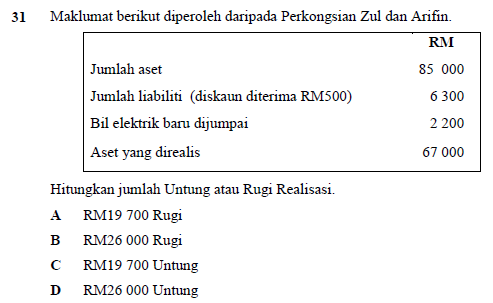 31 Maklumat berikut diperoleh daripada Perkongsian Zul dan Arifin.
RM
Jumlah aset 85 000
Jumlah liabiliti (diskaun diterima RM500) 6 300
Bil elektrik baru dijumpai 2 200
Aset yang direalis 67 000
Hitungkan jumlah Untung atau Rugi Realisasi.
A RM19 700 Rugi
B RM26 000 Rugi
C RM19 700 Untung
D RM26 000 Untung